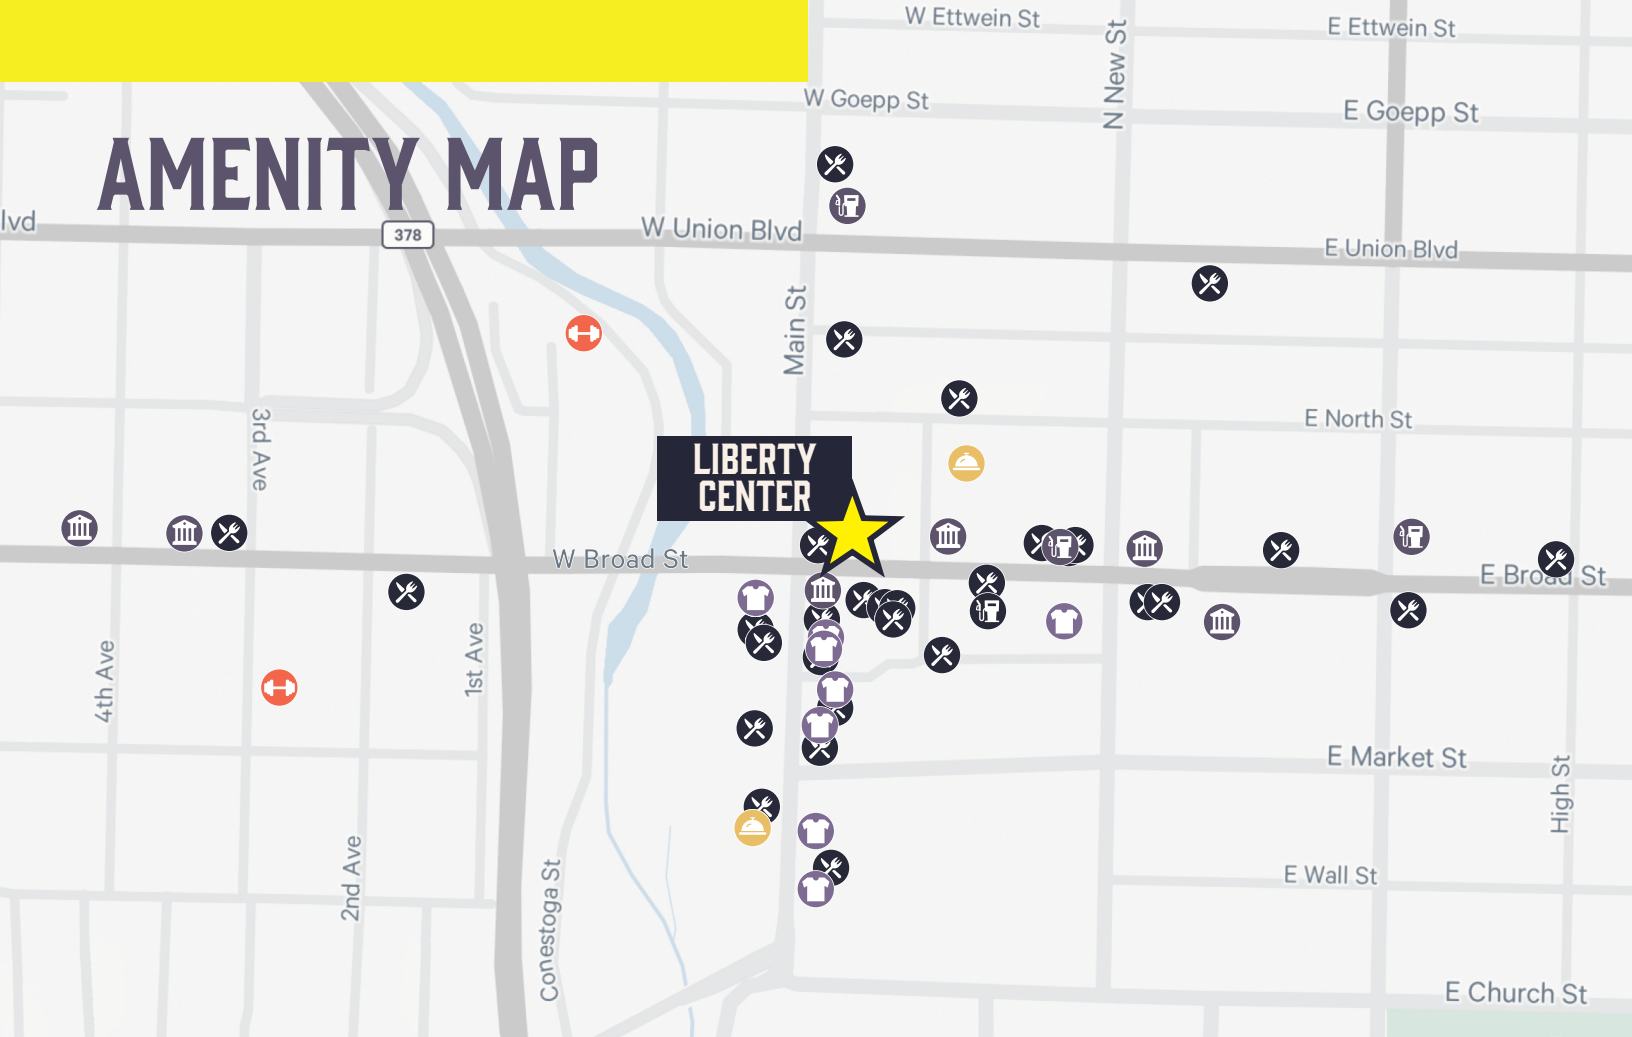 W Ettwein St
E Ettwein St
N New St
W Goepp St
E Goepp St
AMENITY MAP
lvd
378
W Union Blvd
E Union Blvd
Main St
3rd Ave
E North St
LIBERTY
CENTER
W Broad St
E Broad St
4th Ave
1st Ave
E Market St
High St
2nd Ave
Conestoga St
E Wall St
E Church St